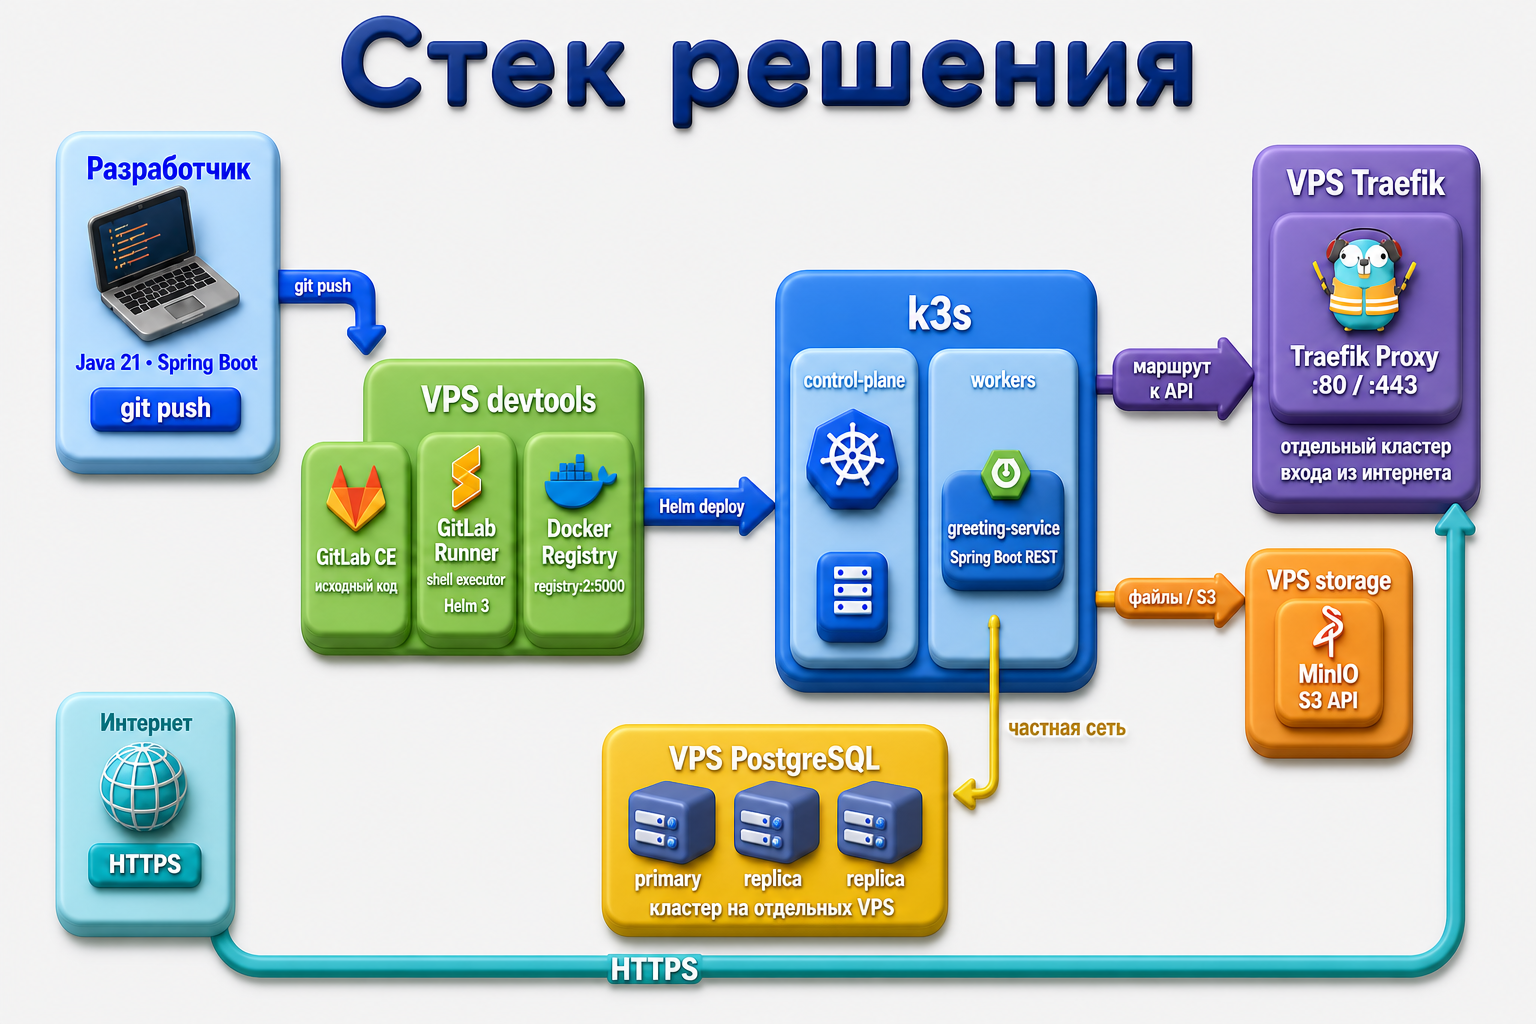 Стек решения
Разработчик
Java 21 • Spring Boot
git push
git push
VPS devtools
GitLab CE
исходный код
GitLab
Runner
shell executor
Helm 3
Docker
Registry
registry:2:5000
Helm deploy
k3s
control-plane
workers
greeting-service
Spring Boot REST
маршрут
к API
VPS Traefik
Traefik Proxy
:80 / :443
отдельный кластер
входа из интернета
файлы / S3
VPS storage
MinIO
S3 API
частная сеть
VPS PostgreSQL
primary
replica
replica
кластер на отдельных VPS
Интернет
HTTPS
HTTPS